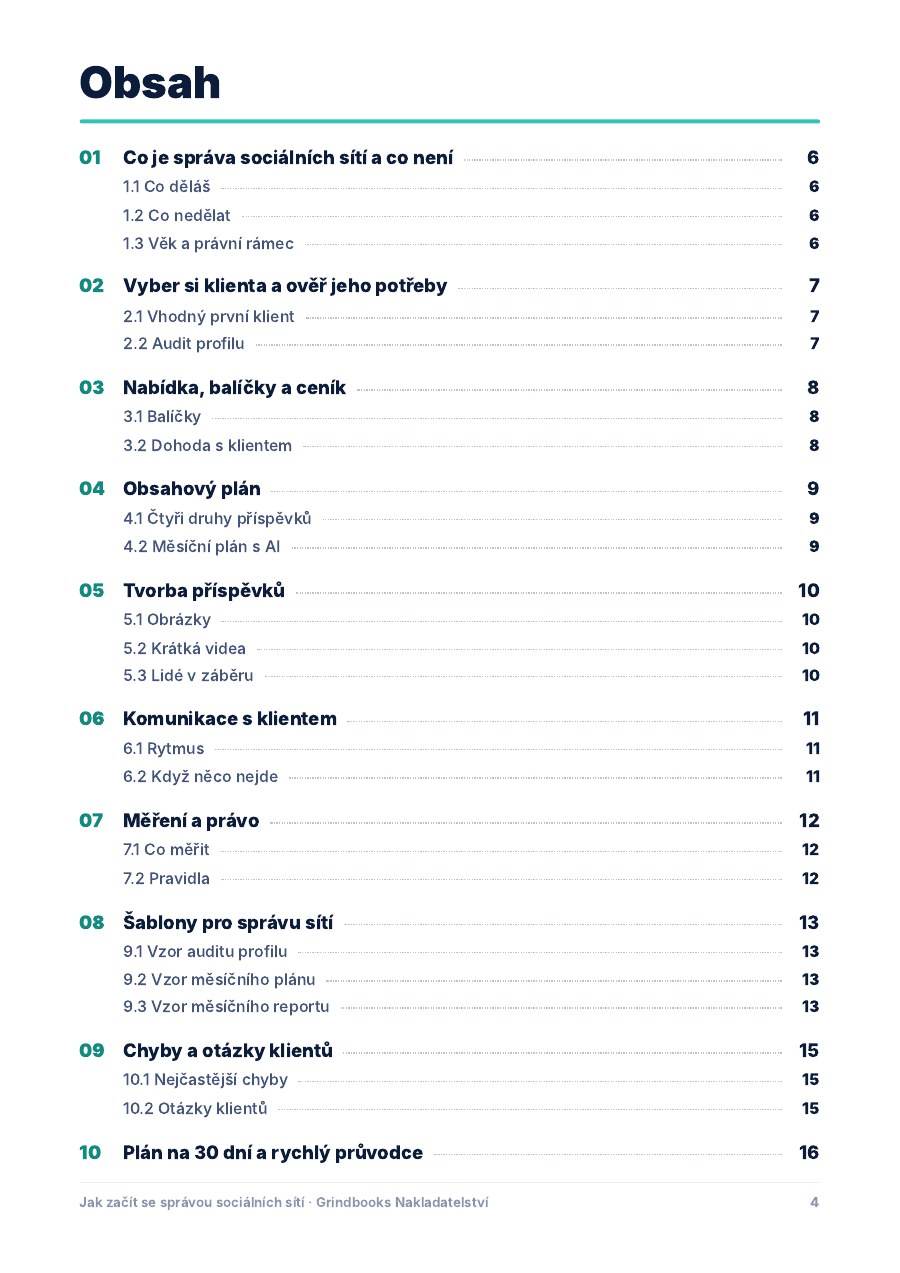 Obsah
01 Co je správa sociálních sítí a co není 6
1.1 Co děláš 6
1.2 Co nedělat 6
1.3 Věk a právní rámec 6
02 Vyber si klienta a ověř jeho potřeby 7
2.1 Vhodný první klient 7
2.2 Audit profilu 7
03 Nabídka, balíčky a ceník 8
3.1 Balíčky 8
3.2 Dohoda s klientem 8
04 Obsahový plán 9
4.1 Čtyři druhy příspěvků 9
4.2 Měsíční plán s AI 9
05 Tvorba příspěvků 10
5.1 Obrázky 10
5.2 Krátká videa 10
5.3 Lidé v záběru 10
06 Komunikace s klientem 11
6.1 Rytmus 11
6.2 Když něco nejde 11
07 Měření a právo 12
7.1 Co měřit 12
7.2 Pravidla 12
08 Šablony pro správu sítí 13
9.1 Vzor auditu profilu 13
9.2 Vzor měsíčního plánu 13
9.3 Vzor měsíčního reportu 13
09 Chyby a otázky klientů 15
10.1 Nejčastější chyby 15
10.2 Otázky klientů 15
10 Plán na 30 dní a rychlý průvodce 16
Jak začít se správou sociálních sítí · Grindbooks Nakladatelství 4